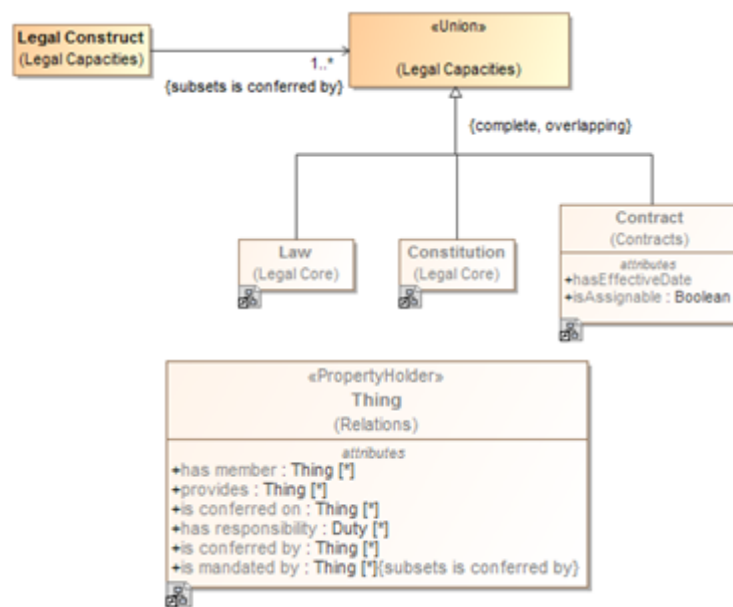 Legal Construct
(Legal Capacities)
1..*
{subsets is conferred by}
«Union»
(Legal Capacities)
{complete, overlapping}
Law
(Legal Core)
Constitution
(Legal Core)
Contract
(Contracts)
attributes
+hasEffectiveDate
+isAssignable : Boolean
«PropertyHolder»
Thing
(Relations)
attributes
+has member : Thing [*]
+provides : Thing [*]
+is conferred on : Thing [*]
+has responsibility : Duty [*]
+is conferred by : Thing [*]
+is mandated by : Thing [*]{subsets is conferred by}